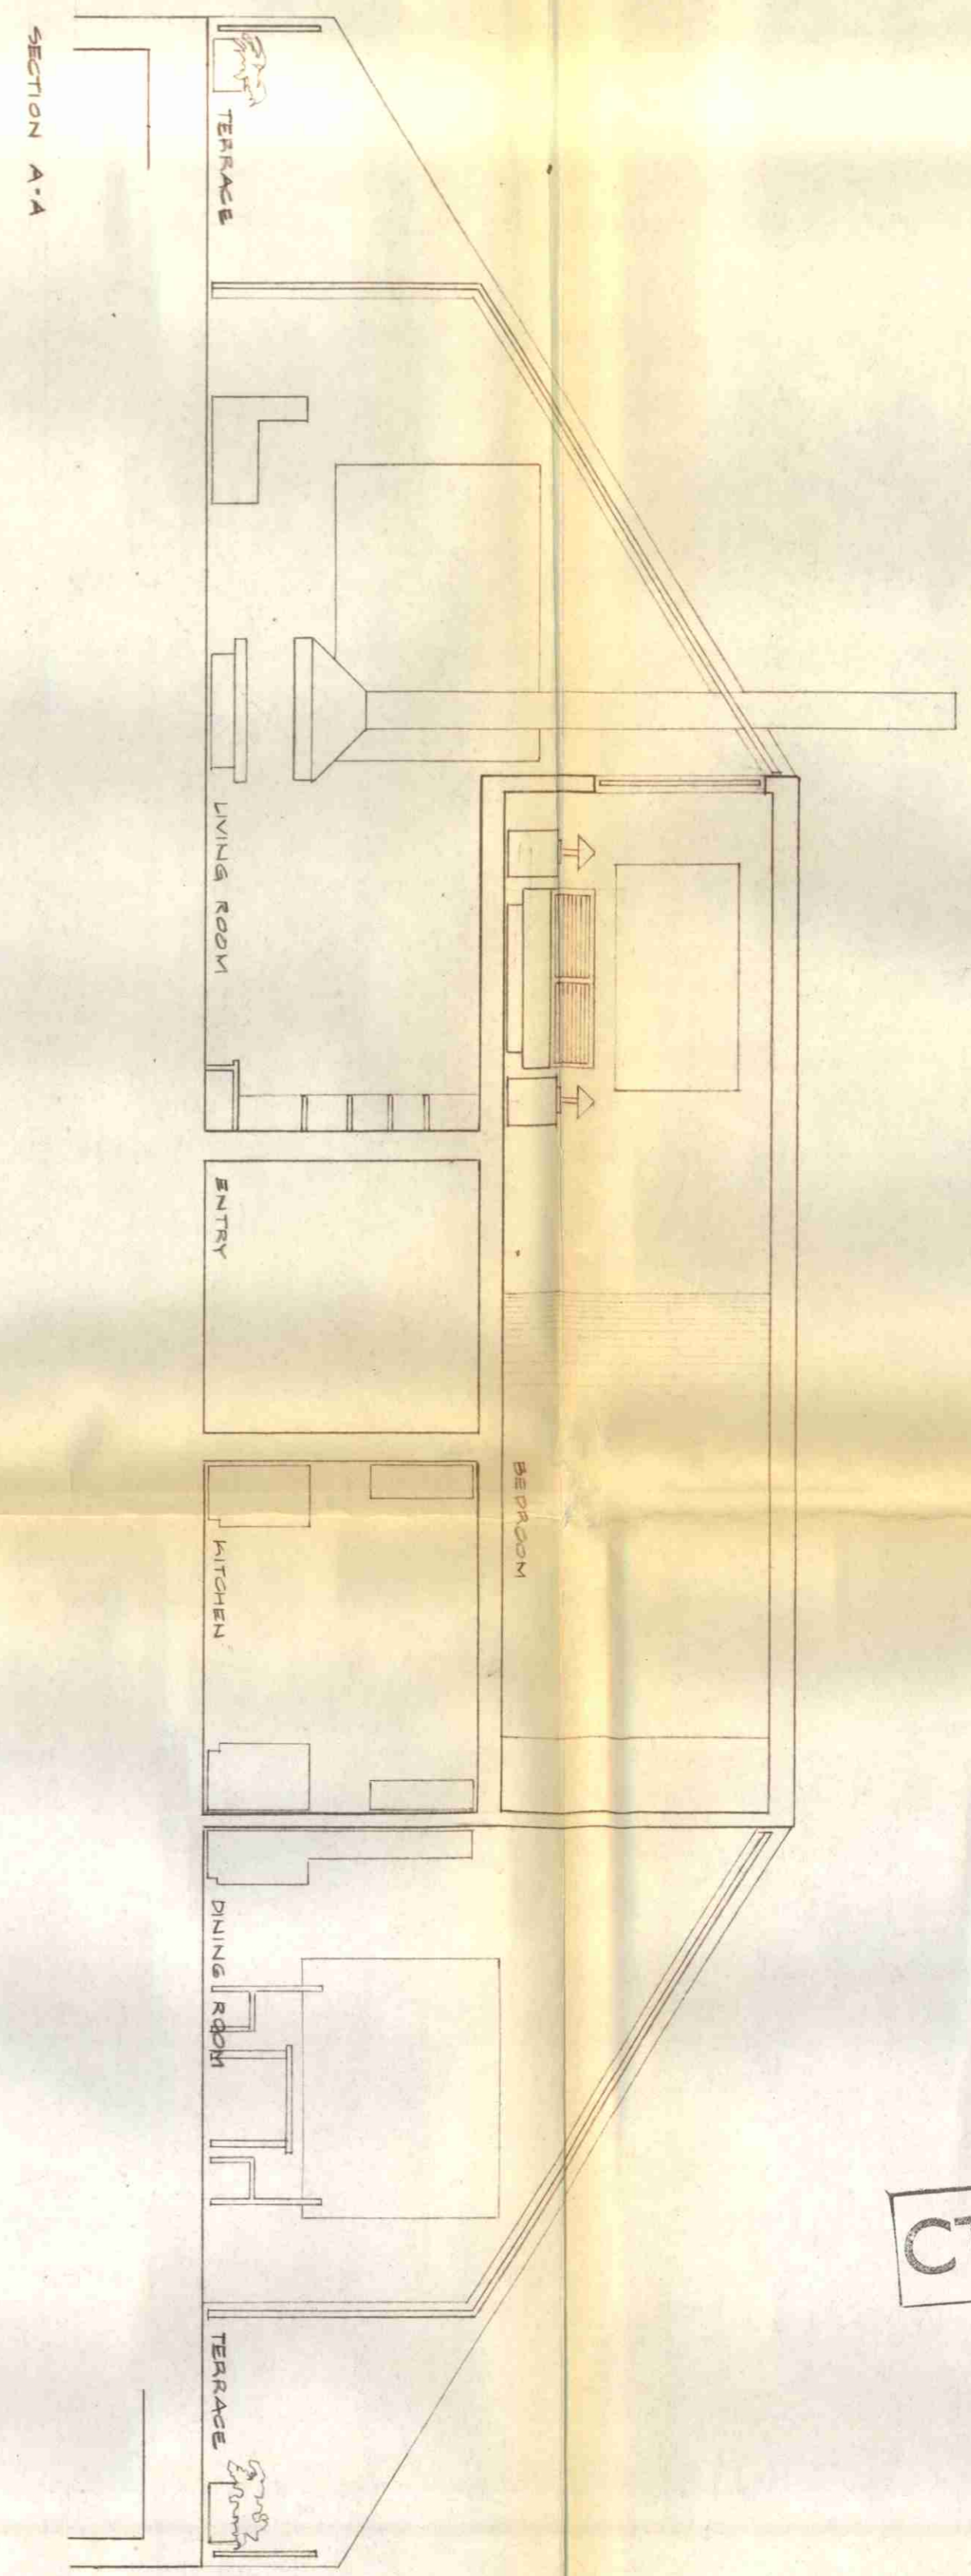 BEDROOM
TERRACE
LIVING ROOM
ENTRY
KITCHEN
DINING ROOM
TERRACE
SECTION A-A